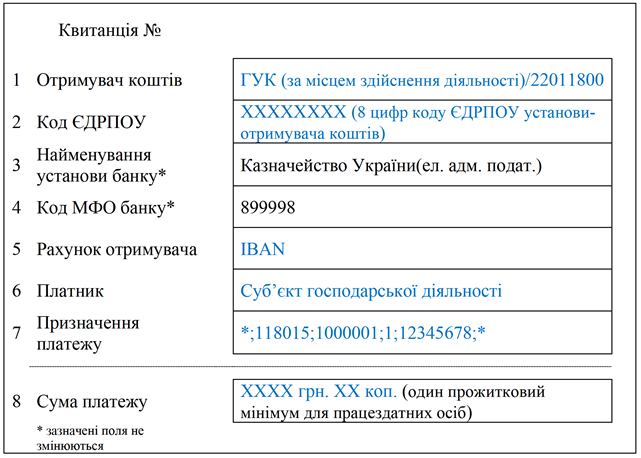 Квитанція №
1 Отримувач коштів ГУК (за місцем здійснення діяльності)/22011800
2 Код ЄДРПОУ XXXXXXXX (8 цифр коду ЄДРПОУ установи-
отримувача коштів)
3 Найменування
установи банку* Казначейство України(ел. адм. подат.)
4 Код МФО банку* 899998
5 Рахунок отримувача IBAN
6 Платник Суб’єкт господарської діяльності
7 Призначення
платежу *;118015;1000001;1;12345678;*
8 Сума платежу XXXX грн. XX коп. (один прожитковий
мінімум для працездатних осіб)
* зазначені поля не
змінюються